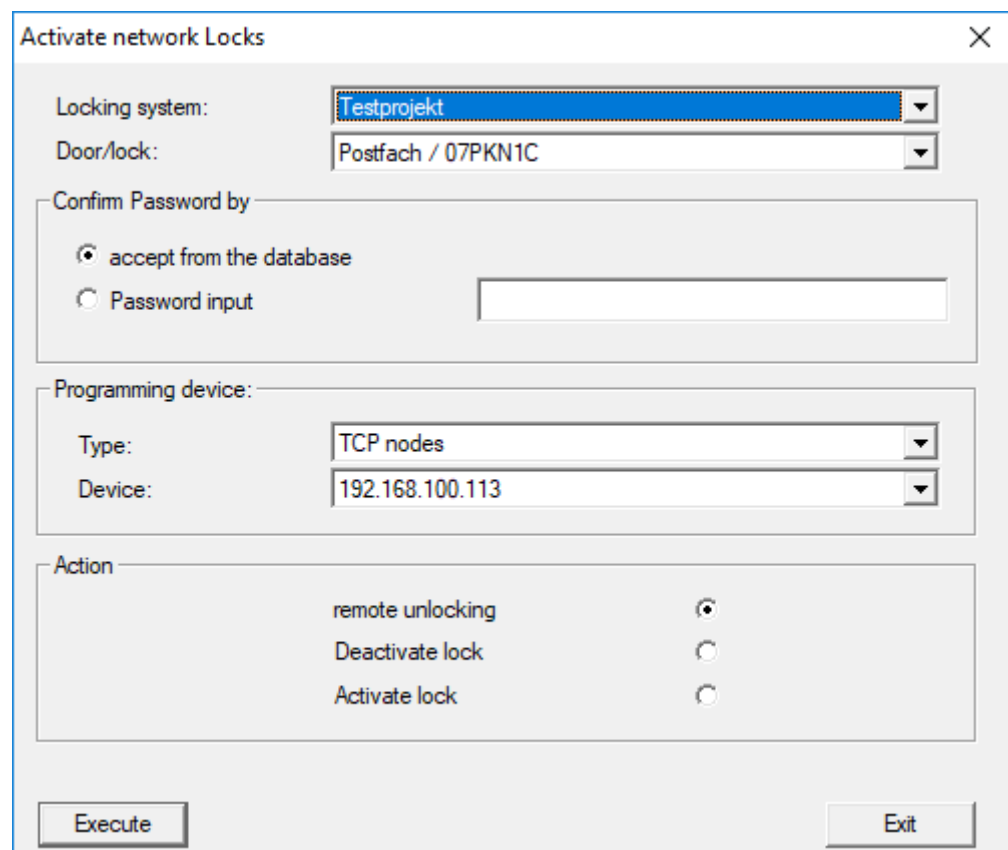 Activate network Locks
Locking system: Testprojekt
Door/lock: Postfach / 07PKN1C
Confirm Password by
accept from the database
Password input
Programming device:
Type: TCP nodes
Device: 192.168.100.113
Action
remote unlocking
Deactivate lock
Activate lock
Execute Exit